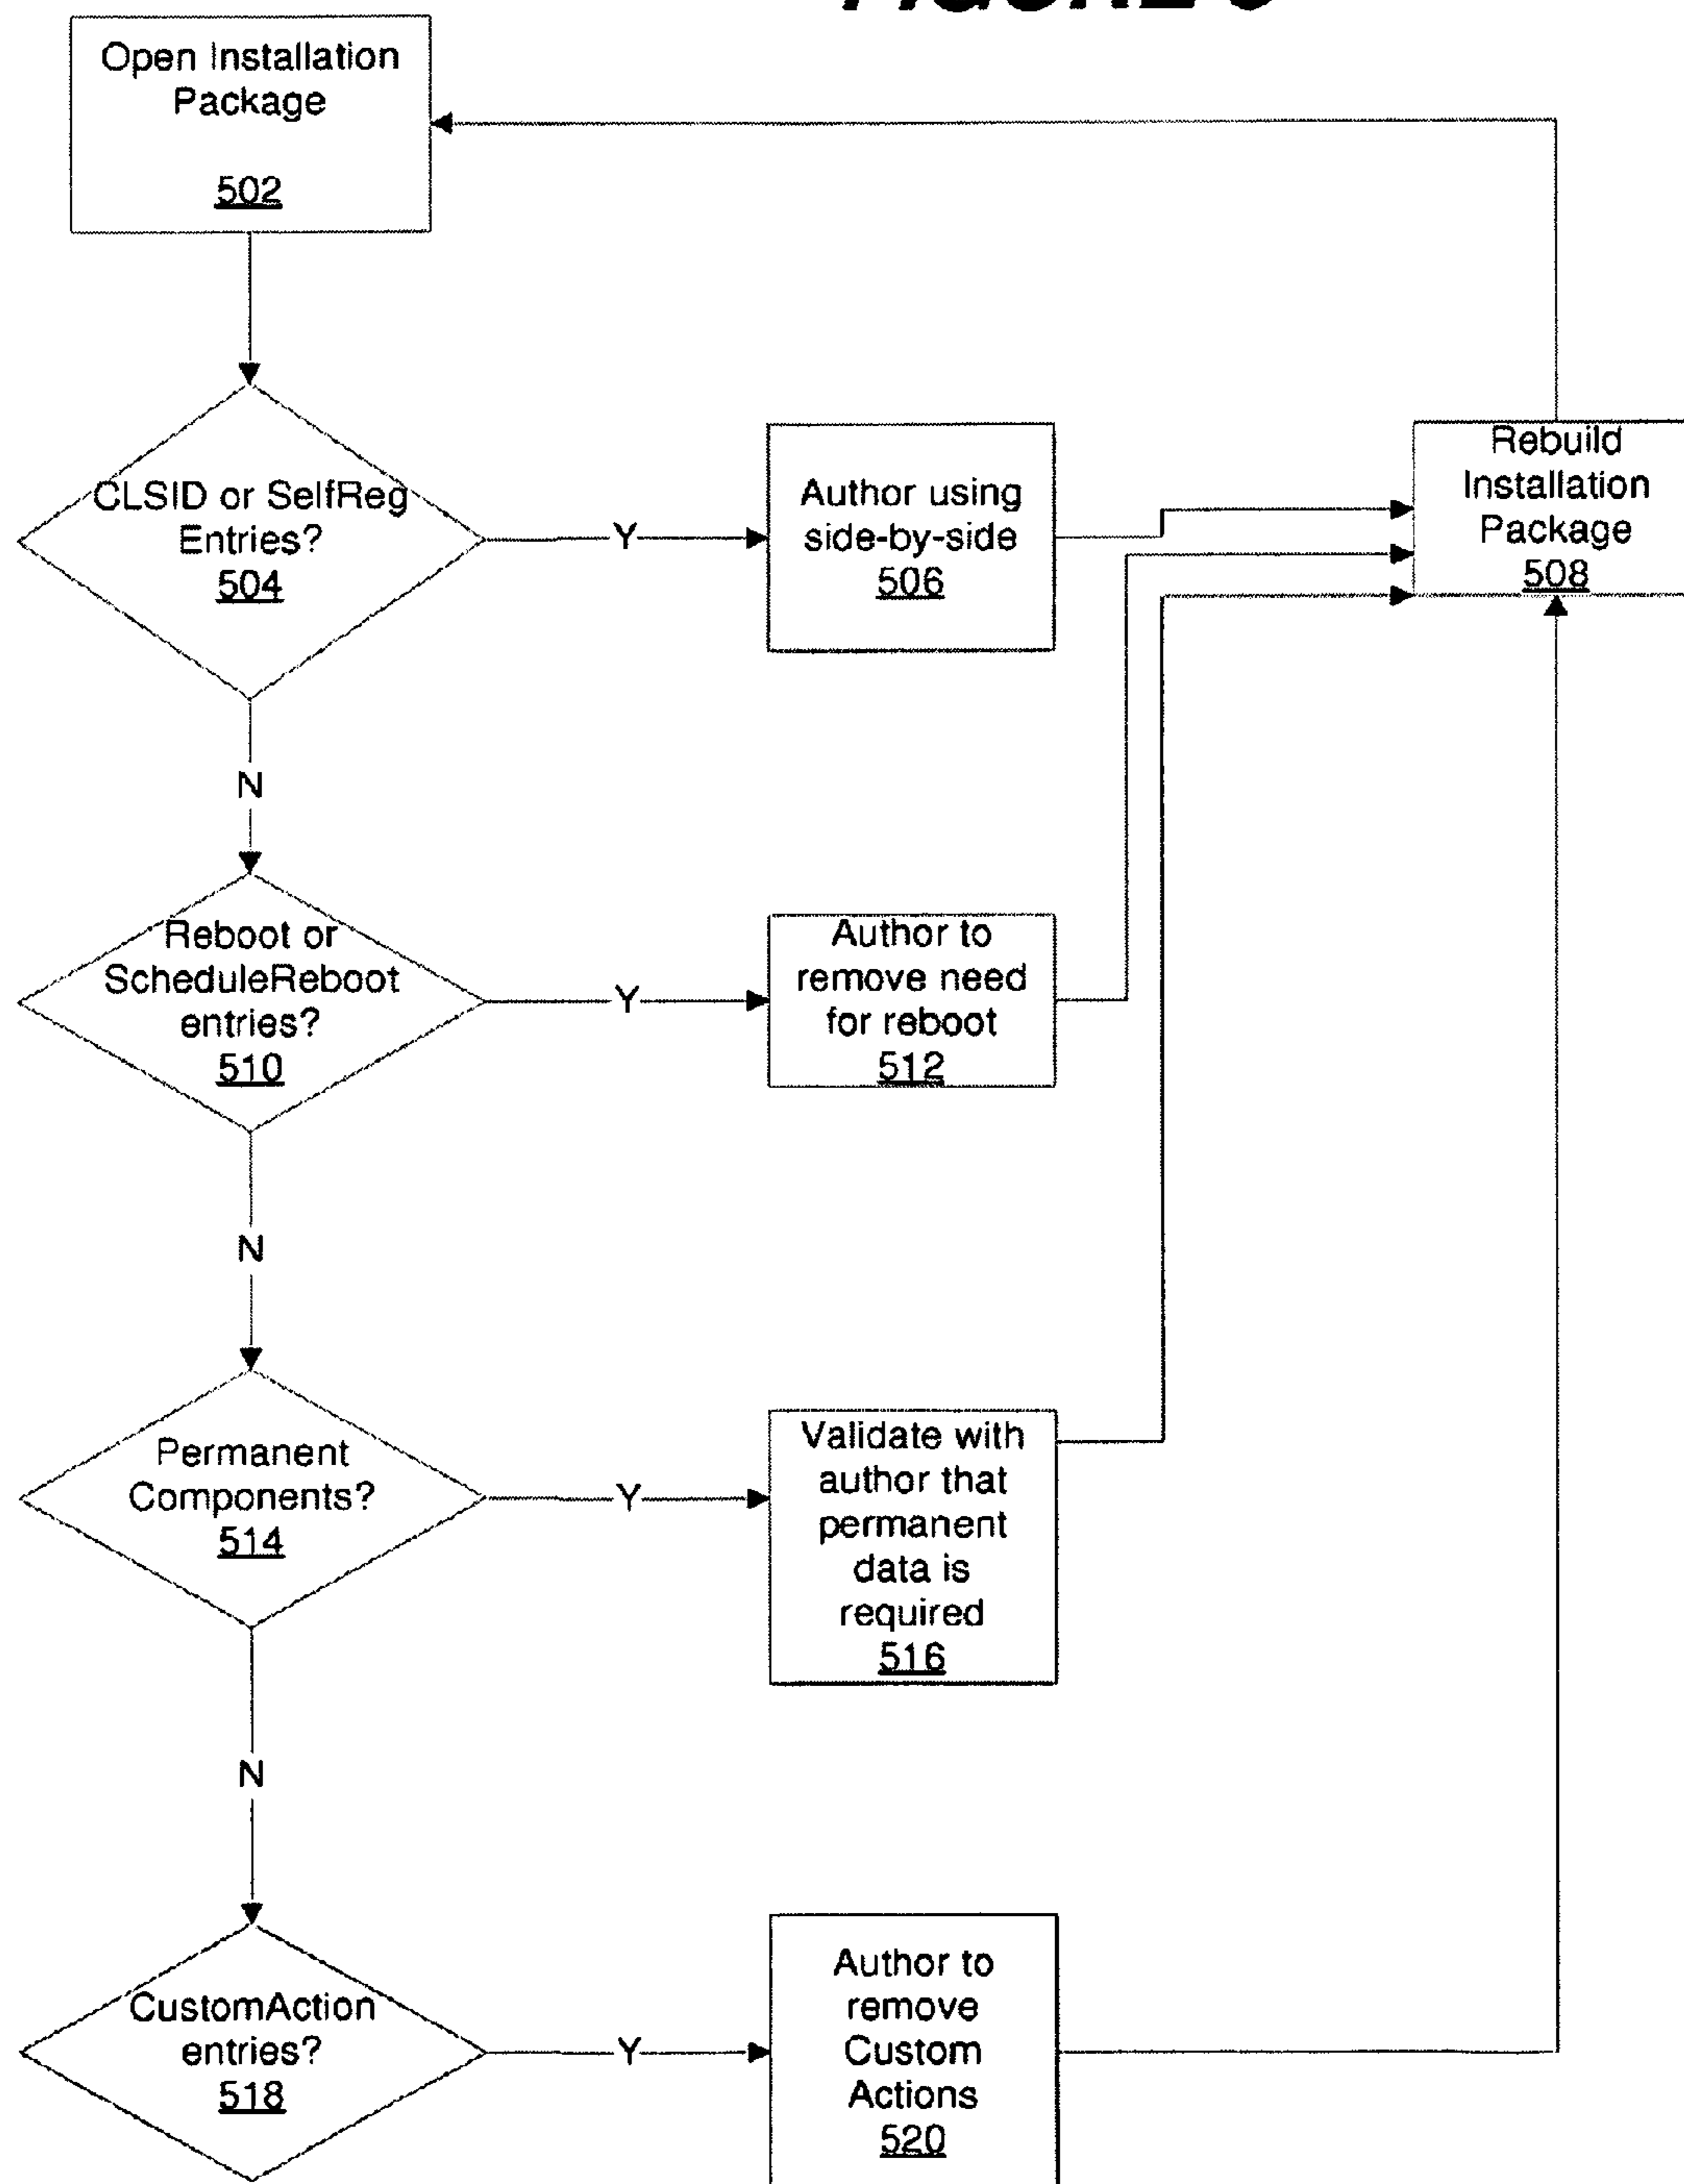 Open Installation
Package
502
CLSID or SelfReg
Entries?
504
Y
Author using
side-by-side
506
Rebuild
Installation
Package
508
N
Reboot or
ScheduleReboot
entries?
510
Y
Author to
remove need
for reboot
512
N
Permanent
Components?
514
Y
Validate with
author that
permanent
data is
required
516
N
CustomAction
entries?
518
Y
Author to
remove
Custom
Actions
520